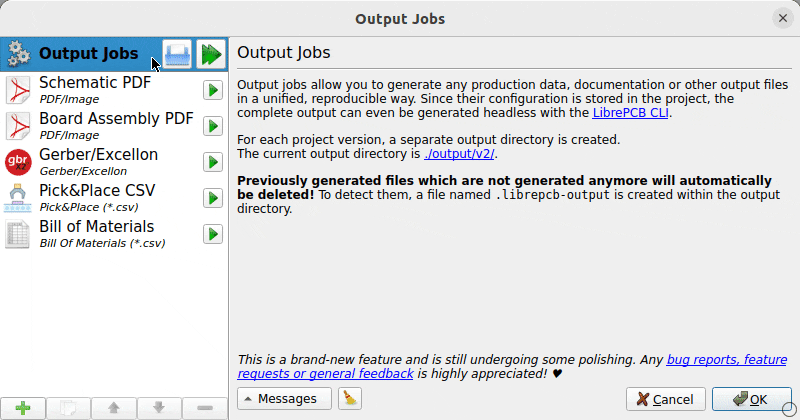 Output Jobs
Output Jobs
Schematic PDF
PDF/Image
Board Assembly PDF
PDF/Image
gbr
x2
Gerber/Excellon
Gerber/Excellon
Pick&Place CSV
Pick&Place (*.csv)
Bill of Materials
Bill Of Materials (*.csv)
Output Jobs
Output jobs allow you to generate any production data, documentation or other output files
in a unified, reproducible way. Since their configuration is stored in the project, the
complete output can even be generated headless with the LibrePCB CLI.
For each project version, a separate output directory is created.
The current output directory is ./output/v2/.
Previously generated files which are not generated anymore will automatically
be deleted! To detect them, a file named .librepcb-output is created within the output
directory.
This is a brand-new feature and is still undergoing some polishing. Any bug reports, feature
requests or general feedback is highly appreciated! ♥
Messages
Cancel
OK